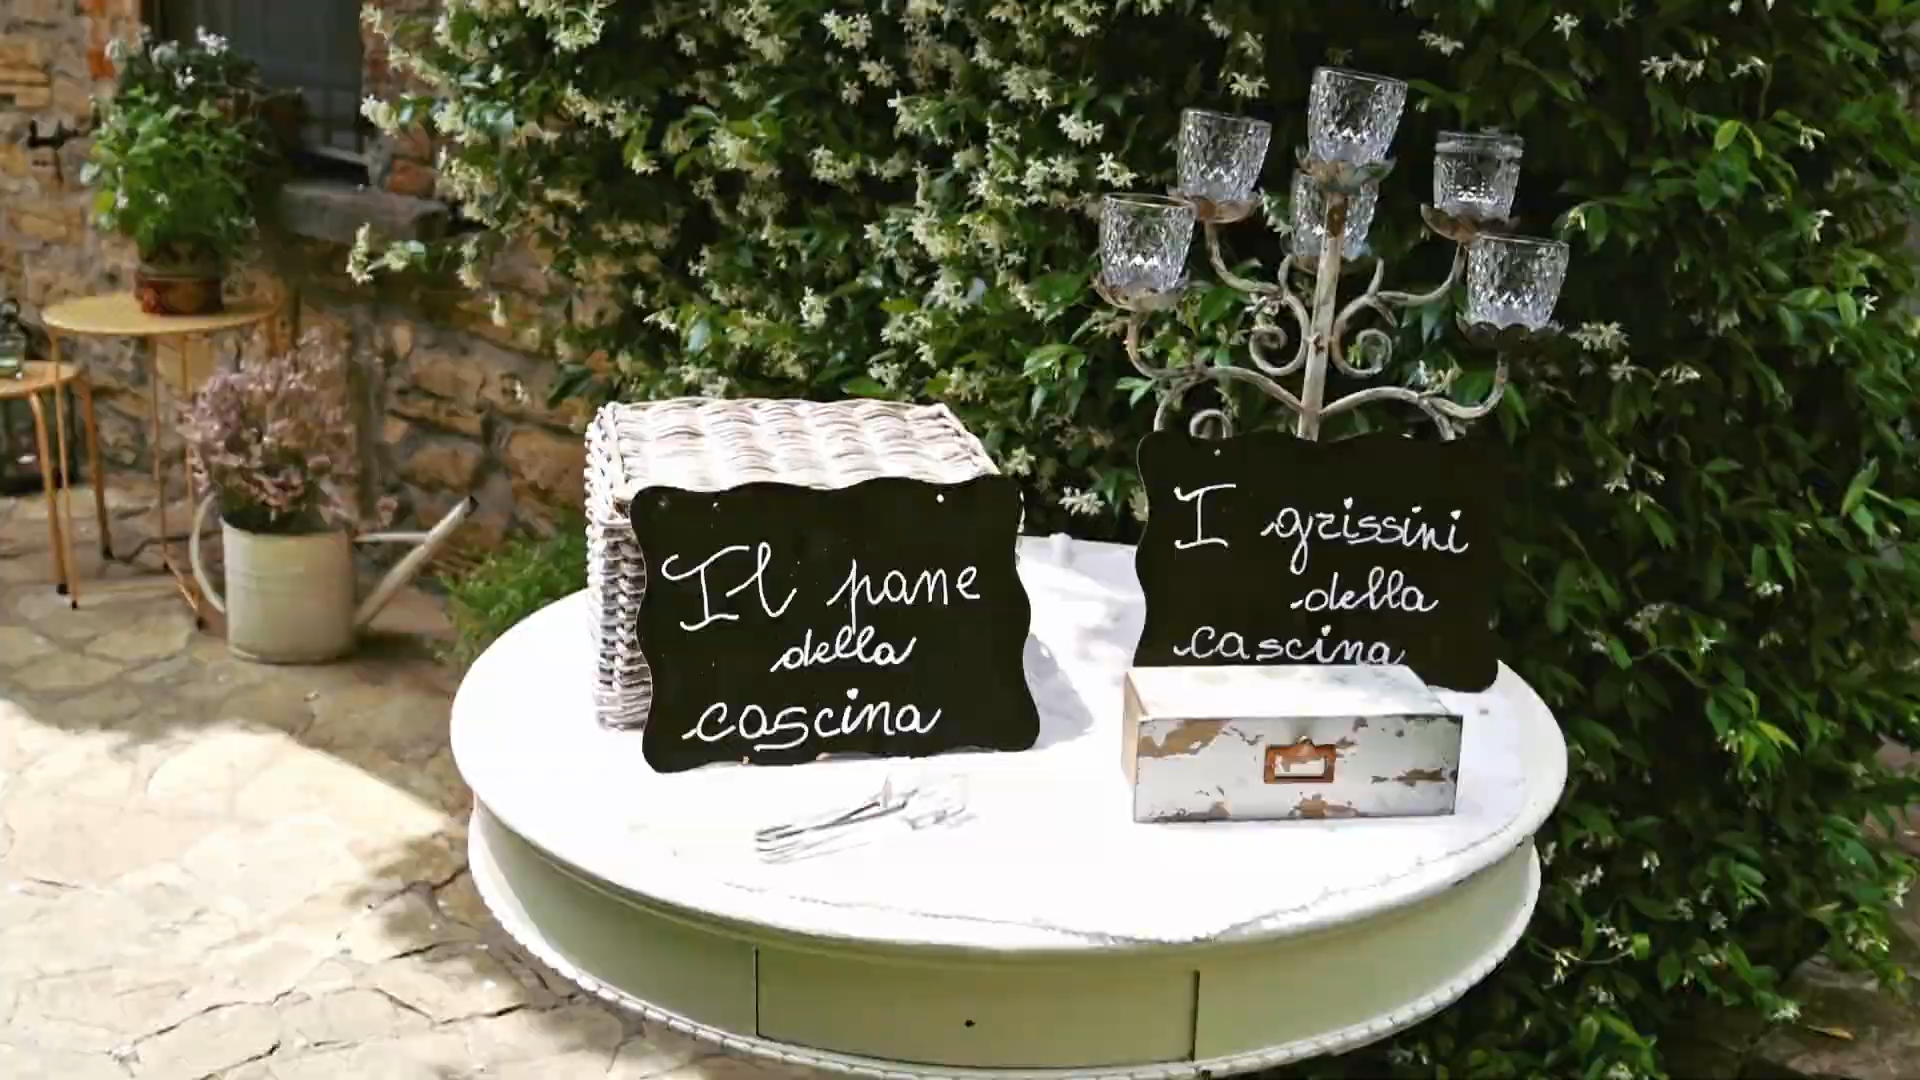 Il pane
della
cascina
I grissini
della
cascina